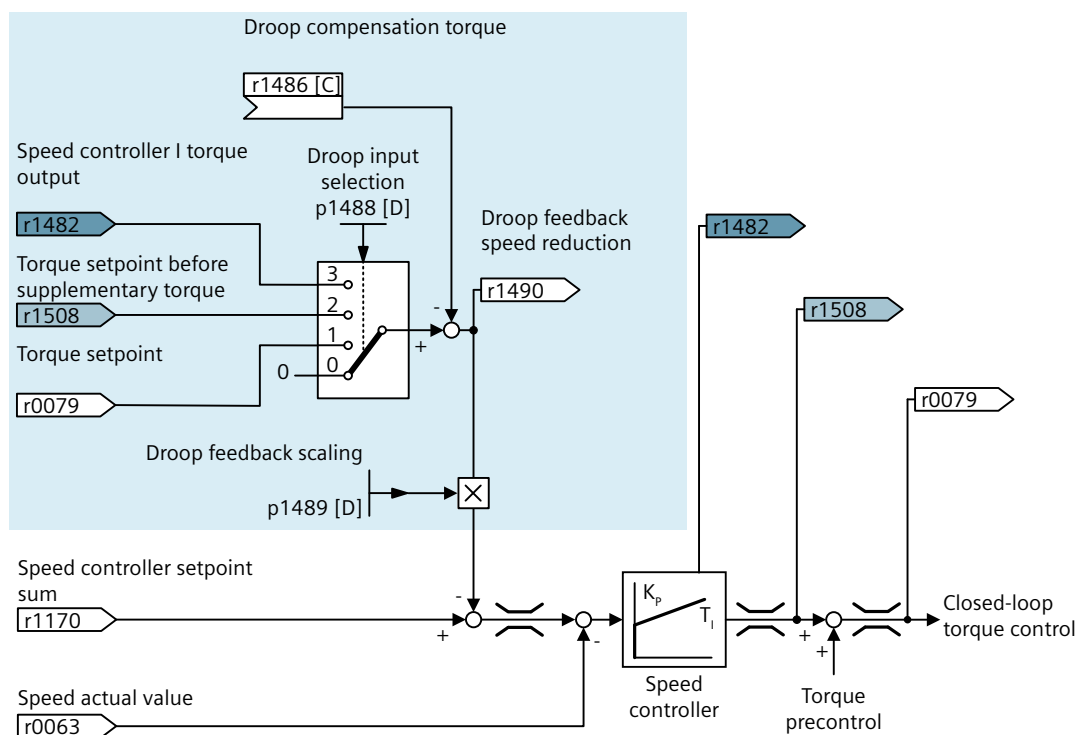 Droop compensation torque
r1486 [C]
Speed controller I torque
output
Droop input
selection
p1488 [D]
r1482
Droop feedback
speed reduction
r1482
Torque setpoint before
supplementary torque
3
r1490
r1508
2
-
r1508
Torque setpoint
1
+
0
0
r0079
r0079
Droop feedback scaling
p1489 [D]
Speed controller setpoint
sum
-
r1170
+
-
K
P
T
I
+
+
Closed-loop
torque control
Speed
controller
Torque
precontrol
Speed actual value
r0063